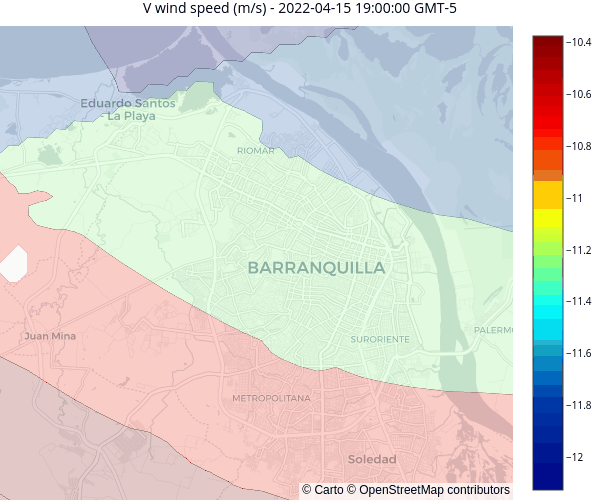 V wind speed (m/s) - 2022-04-15 19:00:00 GMT-5
Eduardo Santos
La Playa
RIOMAR
BARRANQUILLA
SURORIENTE
PALERMO
Juan Mina
METROPOLITANA
Soledad
© Carto © OpenStreetMap contributors
−10.4
−10.6
−10.8
−11
−11.2
−11.4
−11.6
−11.8
−12